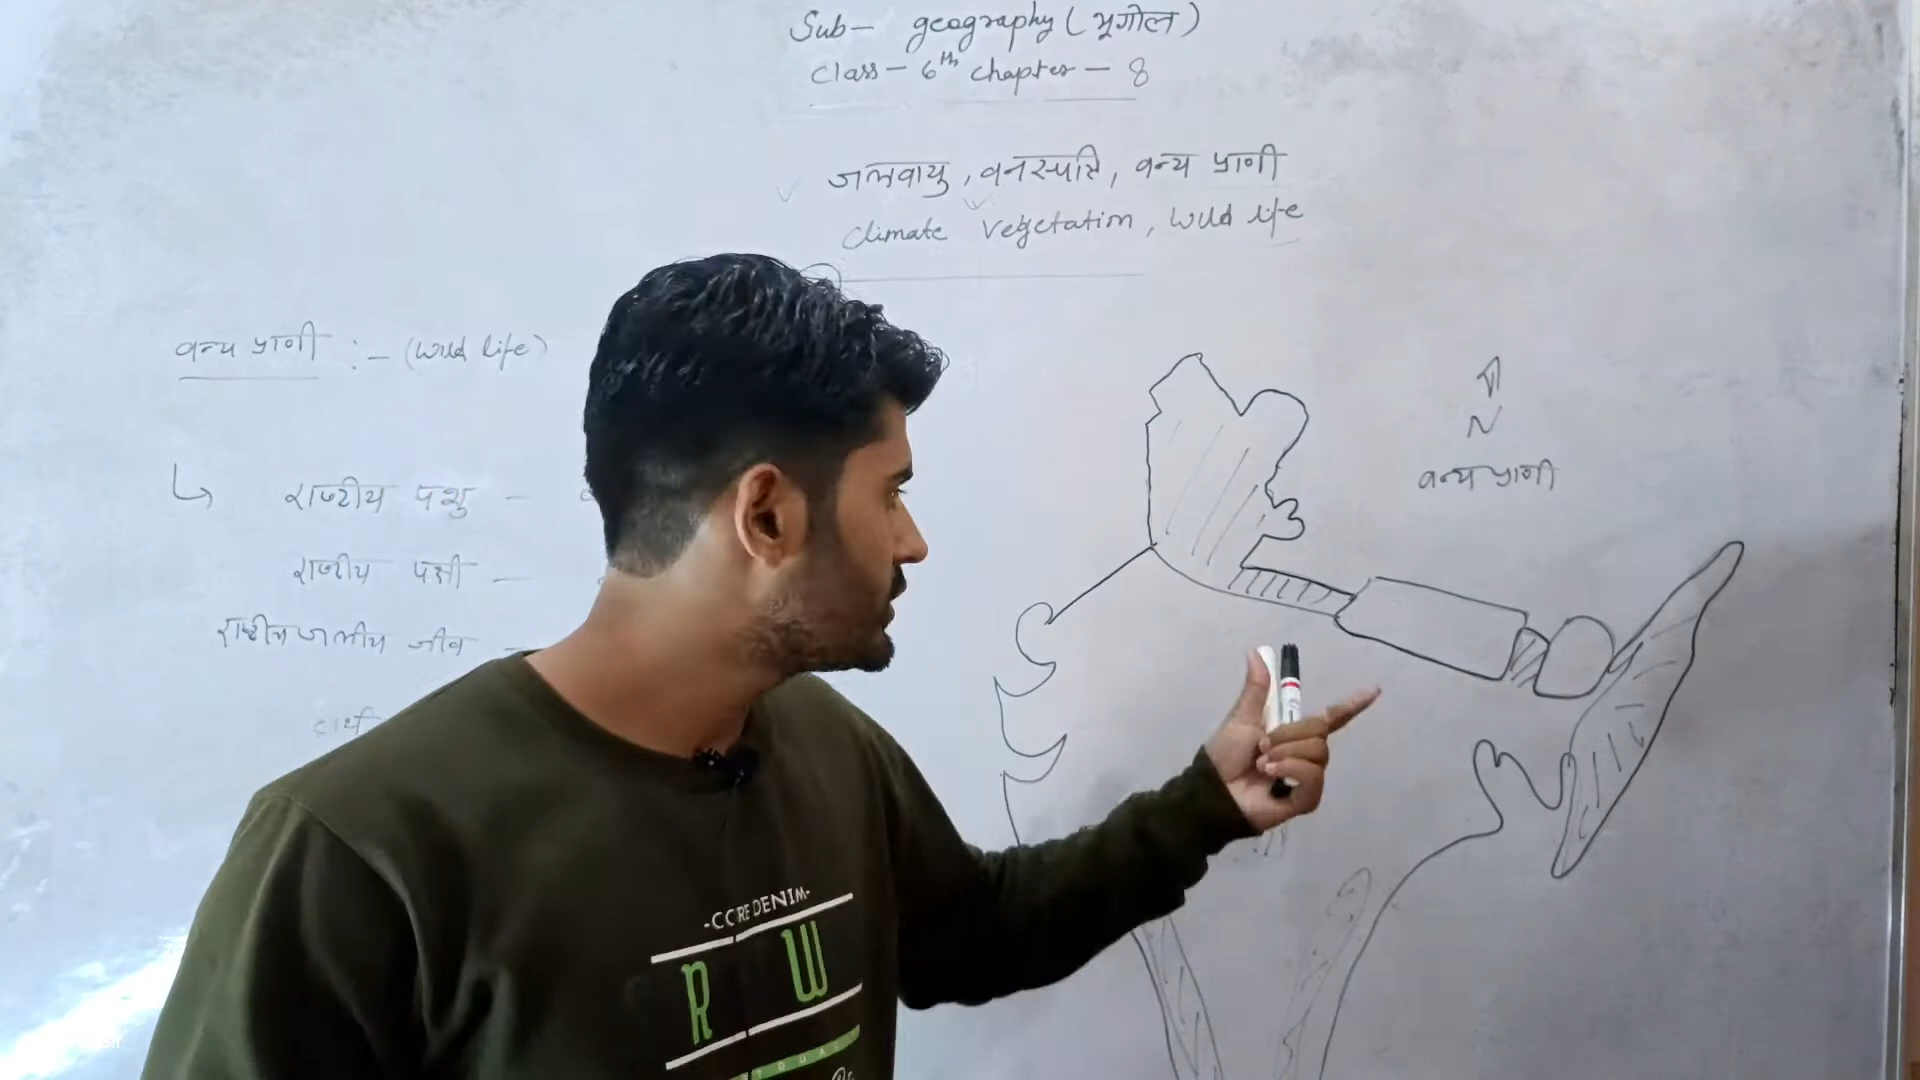 Sub- geography (भूगोल)
Class - 6th Chapter - 8
जलवायु, वनस्पति, वन्य प्राणी
Climate Vegetation, Wild life
वन्य प्राणी :- (Wild life)
राष्ट्रीय पशु -
राष्ट्रीय पक्षी -
राष्ट्रीय जलीय जीव -
N
वन्य प्राणी
-CORE DENIM-
R W